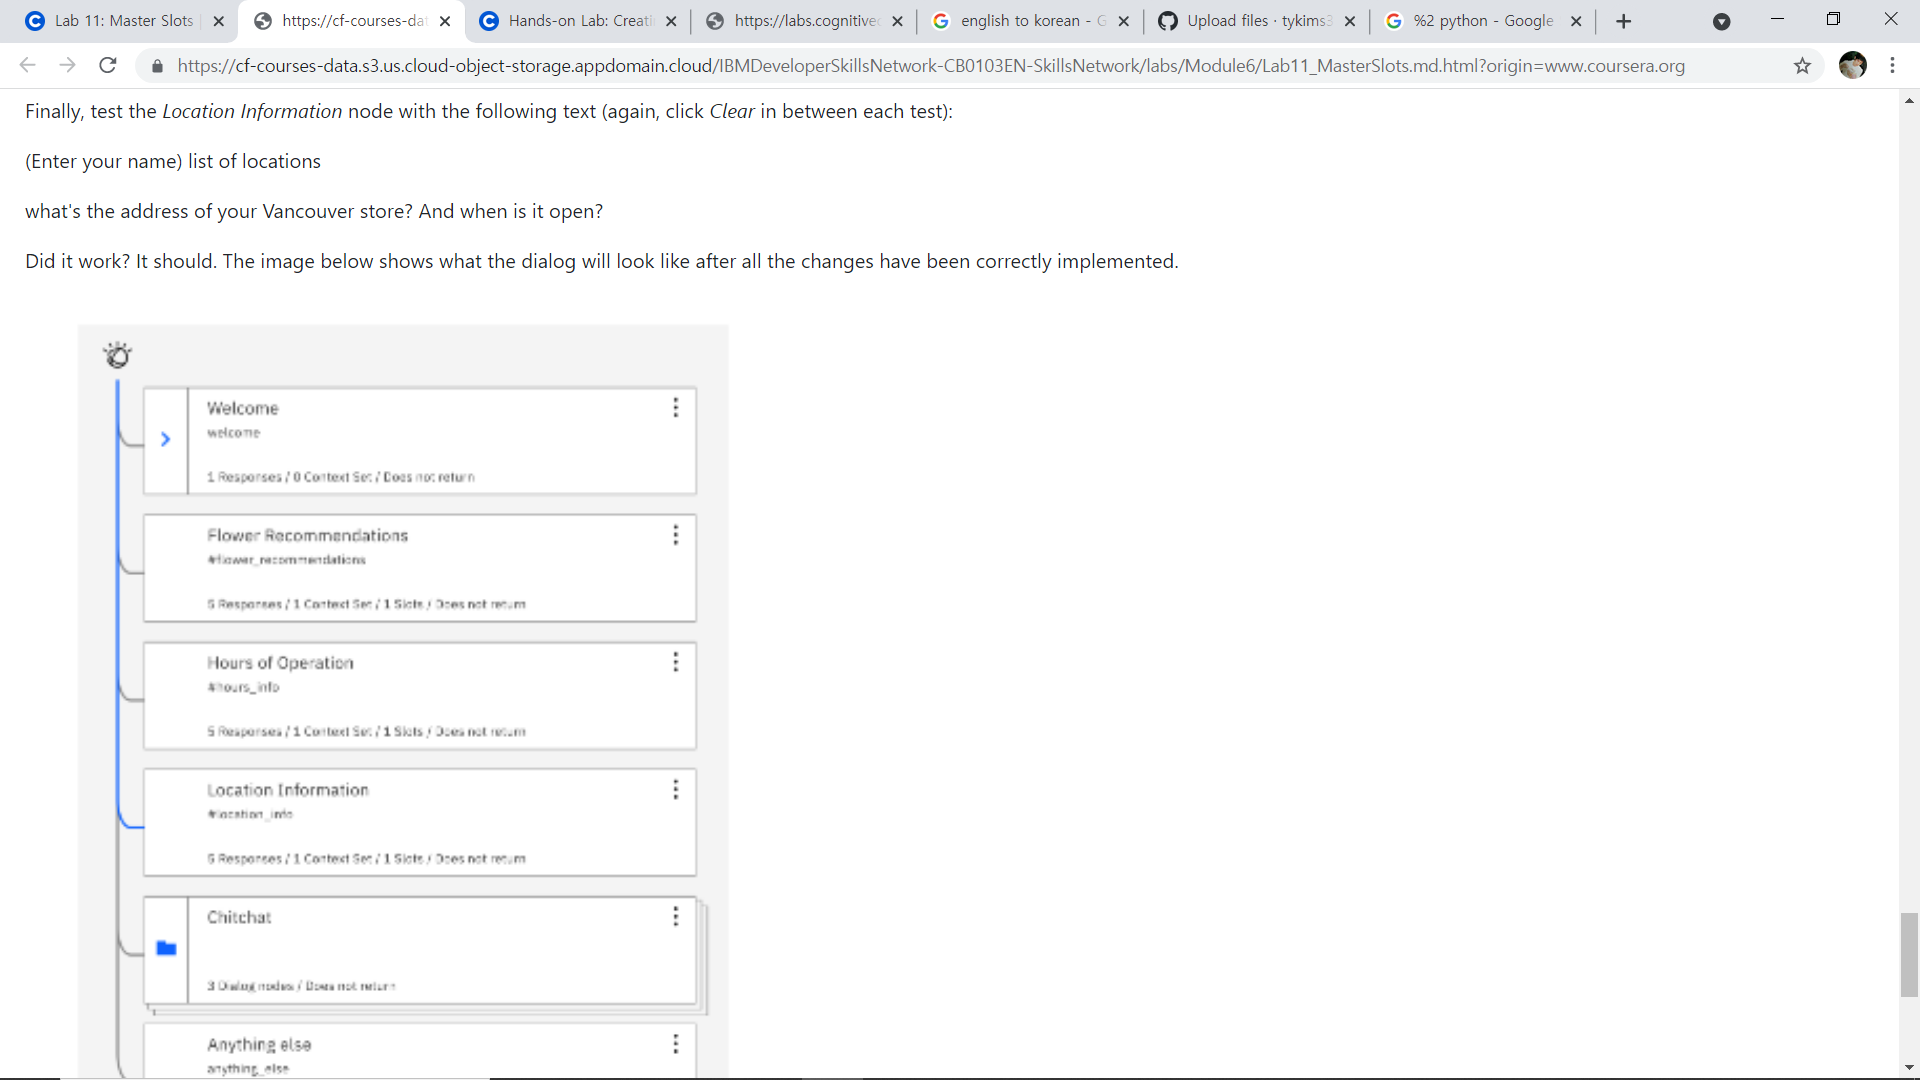 Lab 11: Master Slots
https://cf-courses-dat
Hands-on Lab: Creati
https://labs.cognitivec
english to korean - G
Upload files · tykims3
%2 python - Google
https://cf-courses-data.s3.us.cloud-object-storage.appdomain.cloud/IBMDeveloperSkillsNetwork-CB0103EN-SkillsNetwork/labs/Module6/Lab11_MasterSlots.md.html?origin=www.coursera.org
Finally, test the Location Information node with the following text (again, click Clear in between each test):
(Enter your name) list of locations
what's the address of your Vancouver store? And when is it open?
Did it work? It should. The image below shows what the dialog will look like after all the changes have been correctly implemented.
Welcome
welcome
1 Responses / 0 Context Set / Does not return
Flower Recommendations
#flower_recommendations
5 Responses / 1 Context Set / 1 Slots / Does not return
Hours of Operation
#hours_info
5 Responses / 1 Context Set / 1 Slots / Does not return
Location Information
#location_info
5 Responses / 1 Context Set / 1 Slots / Does not return
Chitchat
3 Dialog nodes / Does not return
Anything else
anything_else